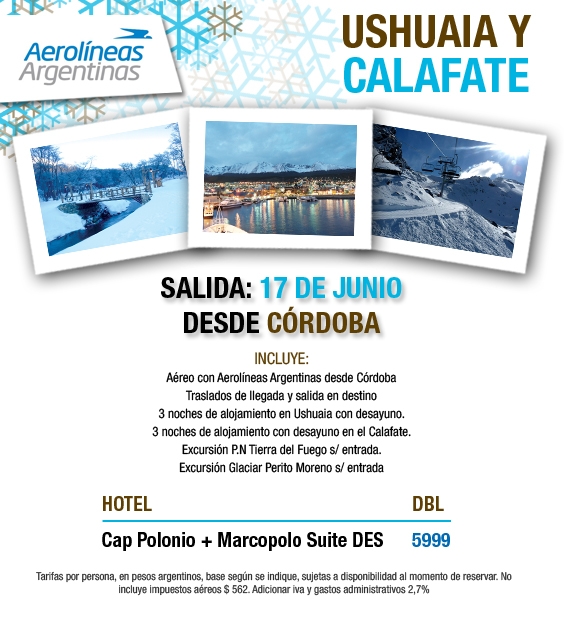 Aerolíneas
Argentinas
USHUAIA Y
CALAFATE
SALIDA: 17 DE JUNIO
DESDE CÓRDOBA
INCLUYE:
Aéreo con Aerolíneas Argentinas desde Córdoba
Traslados de llegada y salida en destino
3 noches de alojamiento en Ushuaia con desayuno.
3 noches de alojamiento con desayuno en el Calafate.
Excursión P.N Tierra del Fuego s/ entrada.
Excursión Glaciar Perito Moreno s/ entrada
HOTEL DBL
Cap Polonio + Marcopolo Suite DES 5999
Tarifas por persona, en pesos argentinos, base según se indique, sujetas a disponibilidad al momento de reservar. No
incluye impuestos aéreos $ 562. Adicionar iva y gastos administrativos 2,7%